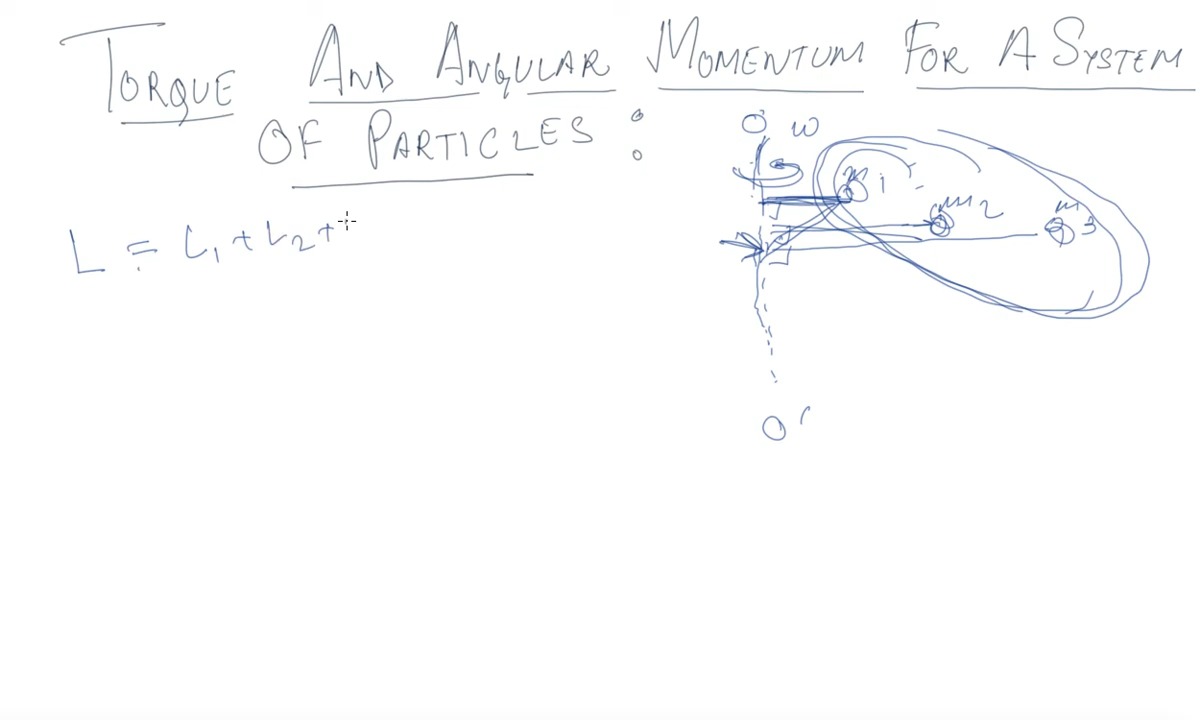 TORQUE AND ANGULAR MOMENTUM FOR A SYSTEM
OF PARTICLES :
O ω
m1
m2
m3
L = L1 + L2 +
O'